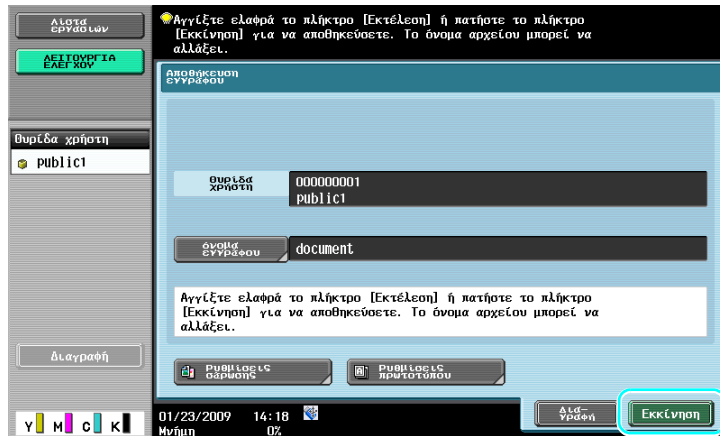 Λίστα
εργασιών
Αγγίξτε ελαφρά το πλήκτρο [Εκτέλεση] ή πατήστε το πλήκτρο
[Εκκίνηση] για να αποθηκεύσετε. Το όνομα αρχείου μπορεί να
αλλάξει.
ΛΕΙΤΟΥΡΓΙΑ
ΕΛΕΓΧΟΥ
Αποθήκευση
εγγράφου
Θυρίδα χρήστη
public1
Θυρίδα
χρήστη
000000001
public1
όνομα
εγγράφου
document
Αγγίξτε ελαφρά το πλήκτρο [Εκτέλεση] ή πατήστε το πλήκτρο
[Εκκίνηση] για να αποθηκεύσετε. Το όνομα αρχείου μπορεί να
αλλάξει.
Διαγραφή
Ρυθμίσεις
σάρωσης
Ρυθμίσεις
πρωτοτύπου
Y M C K
01/23/2009 14:18
Μνήμη 0%
Δια-
γραφή
Εκκίνηση